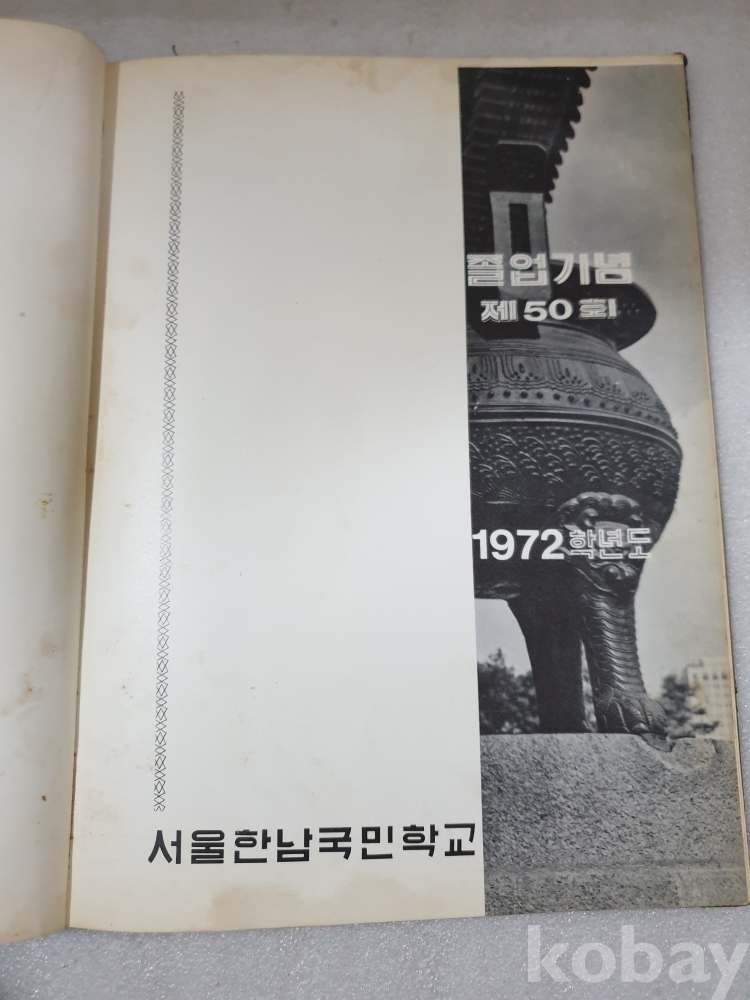 졸업기념
제50회
1972학년도
서울한남국민학교
kobay